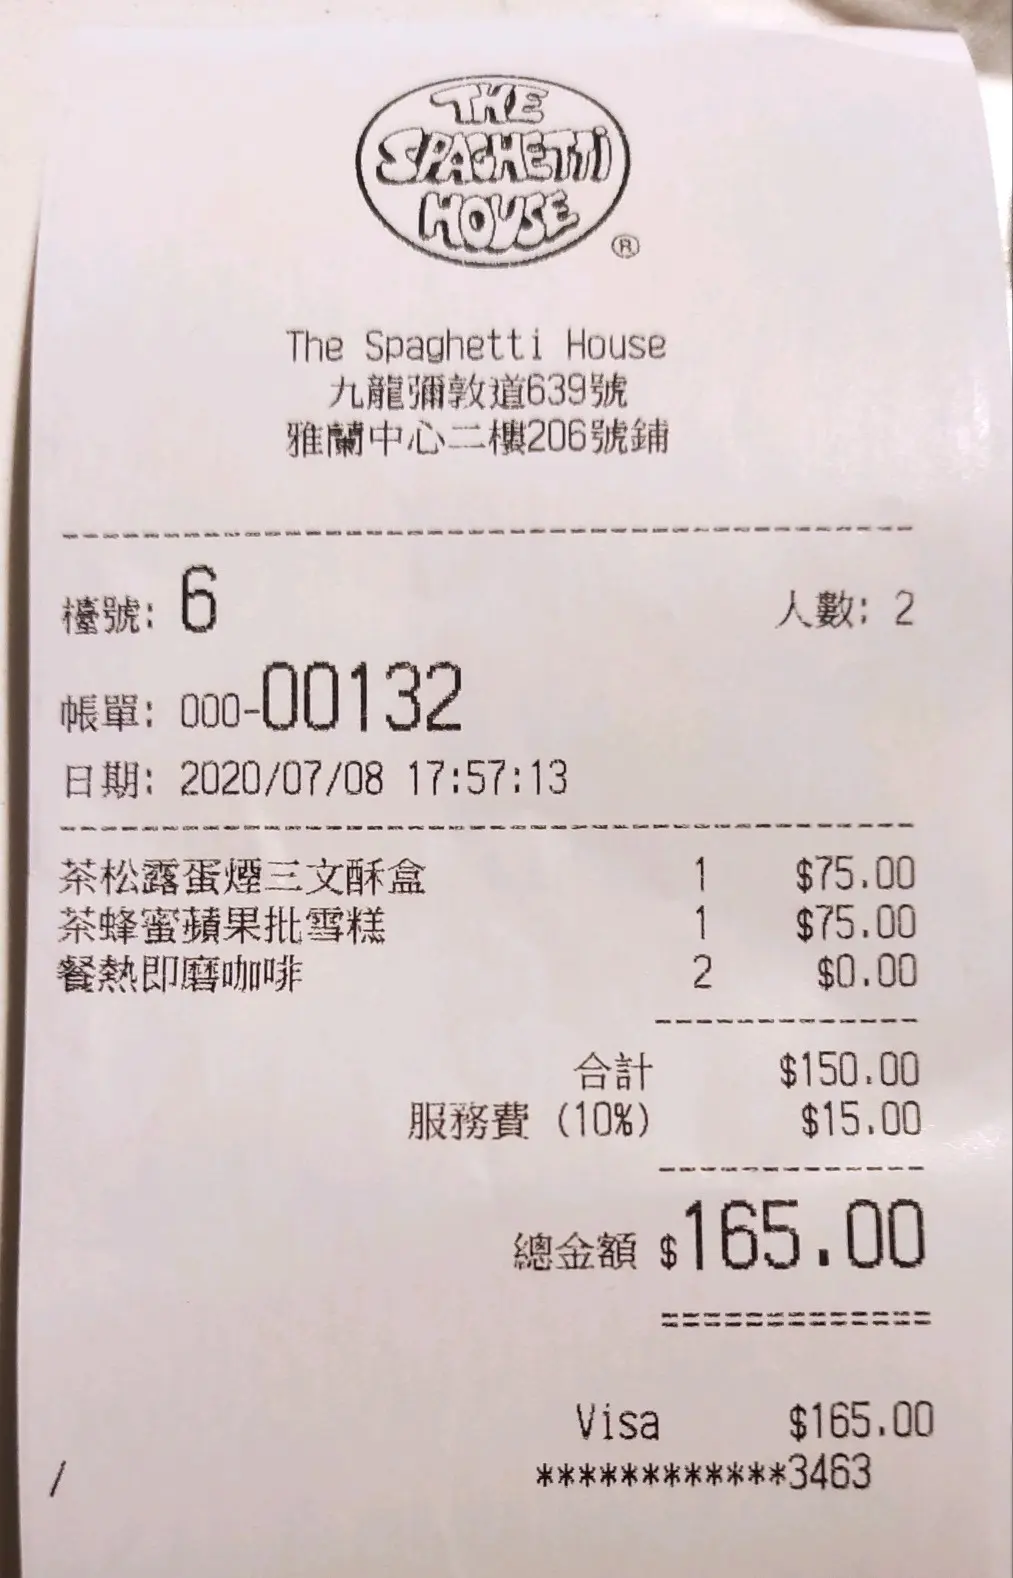 THE
SPAGHETTI
HOUSE
®
The Spaghetti House
九龍彌敦道639號
雅蘭中心二樓206號鋪
檯號: 6 人數: 2
帳單: 000-00132
日期: 2020/07/08 17:57:13
茶松露蛋煙三文酥盒 1 $75.00
茶蜂蜜蘋果批雪糕 1 $75.00
餐熱即磨咖啡 2 $0.00
合計 $150.00
服務費 (10%) $15.00
總金額 $165.00
Visa $165.00
/ ************3463